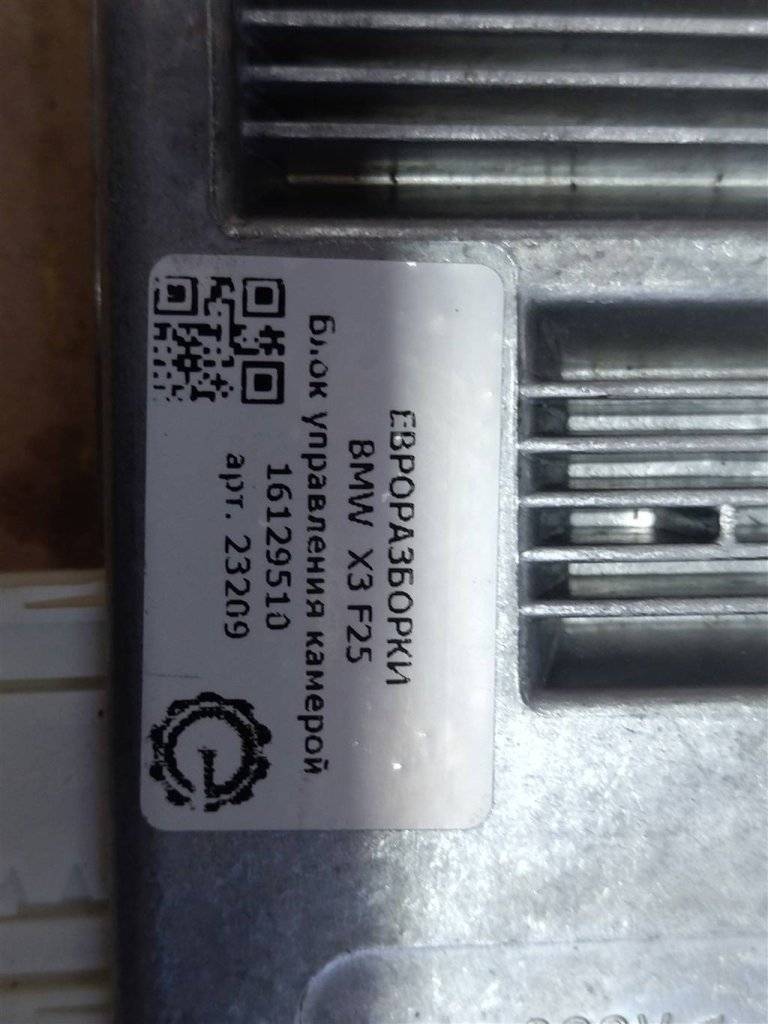 ЕВРОРАЗБОРКИ
BMW X3 F25
блок управления камерой
16129510
арт. 23209